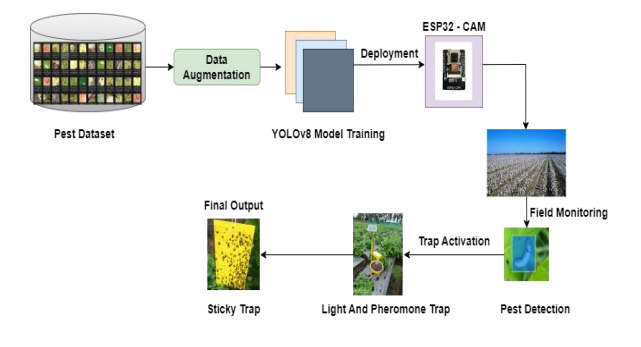 ESP32 - CAM
Data
Augmentation
Deployment
Pest Dataset
YOLOv8 Model Training
Field Monitoring
Final Output
Trap Activation
Sticky Trap
Light And Pheromone Trap
Pest Detection